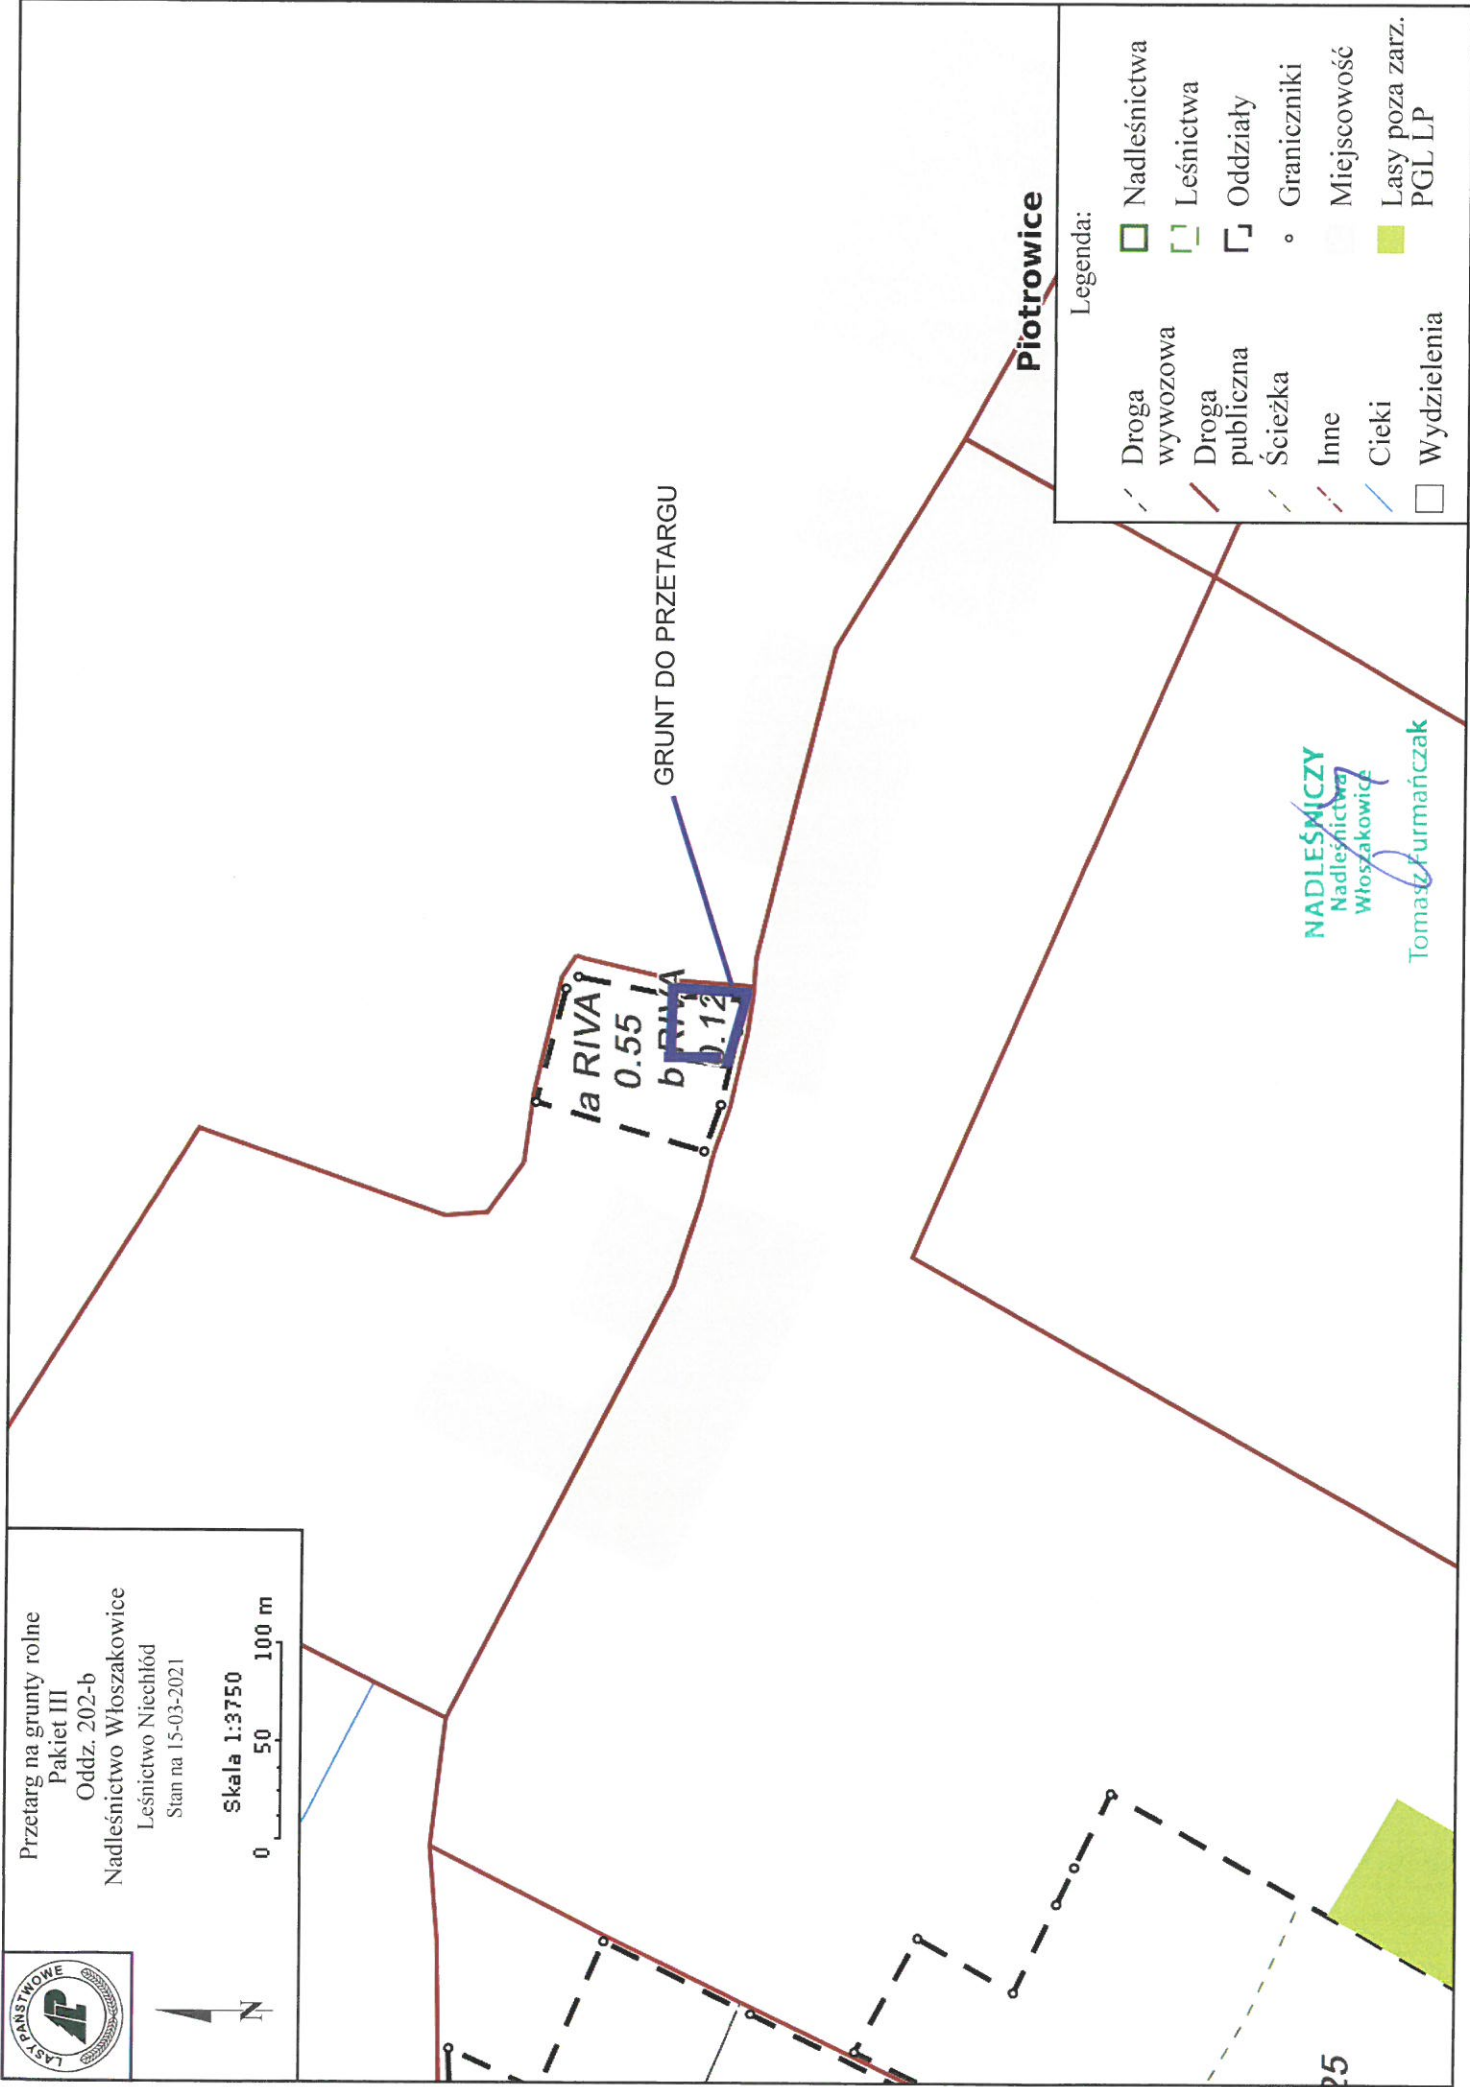 LASY PAŃSTWOWE
LP
N
Przetarg na grunty rolne
Pakiet III
Oddz. 202-b
Nadleśnictwo Włoszakowice
Leśnictwo Niechłód
Stan na 15-03-2021
Skala 1:3750
0 50 100 m
Ia RIVA
0.55
b RIVA
0.12
GRUNT DO PRZETARGU
Piotrowice
25
NADLEŚNICZY
Nadleśnictwa
Włoszakowice
Tomasz Furmańczak
Legenda:
Droga
wywozowa
Droga
publiczna
Ścieżka
Inne
Cieki
Wydzielenia
Nadleśnictwa
Leśnictwa
Oddziały
Graniczniki
Miejscowość
Lasy poza zarz.
PGL LP